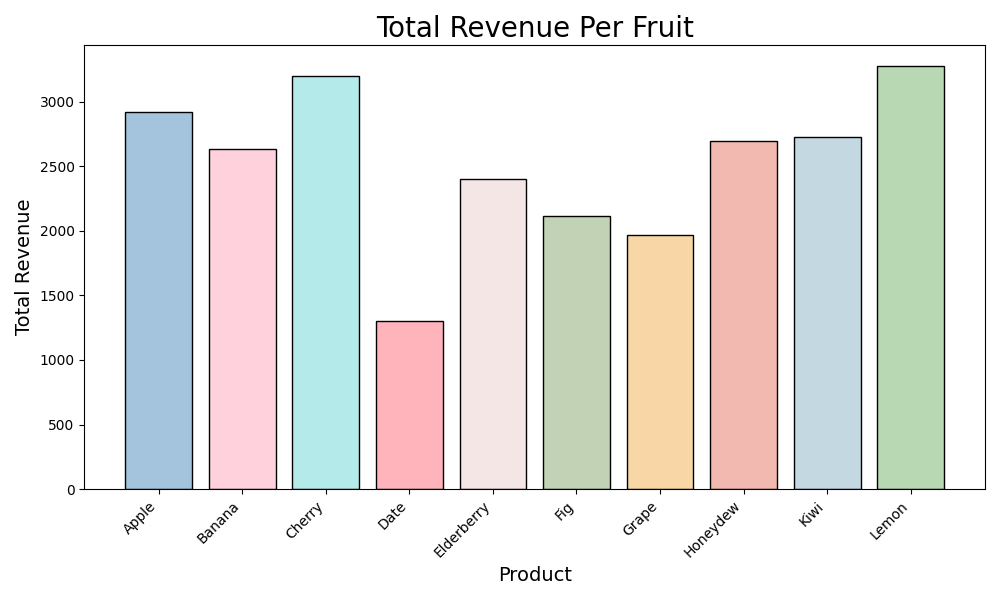 Total Revenue Per Fruit
Total Revenue
3000
2500
2000
1500
1000
500
0
Apple
Banana
Cherry
Date
Elderberry
Fig
Grape
Honeydew
Kiwi
Lemon
Product